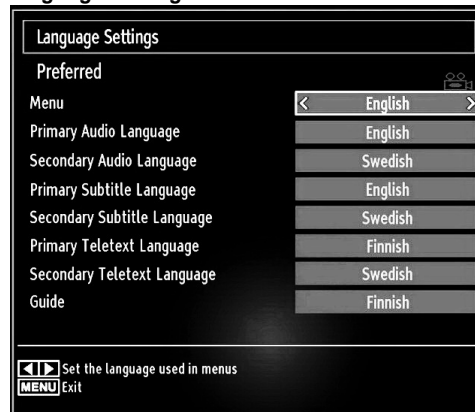 Language Settings
Preferred
Menu < English >
Primary Audio Language English
Secondary Audio Language Swedish
Primary Subtitle Language English
Secondary Subtitle Language Swedish
Primary Teletext Language Finnish
Secondary Teletext Language Swedish
Guide Finnish
Set the language used in menus
MENU Exit